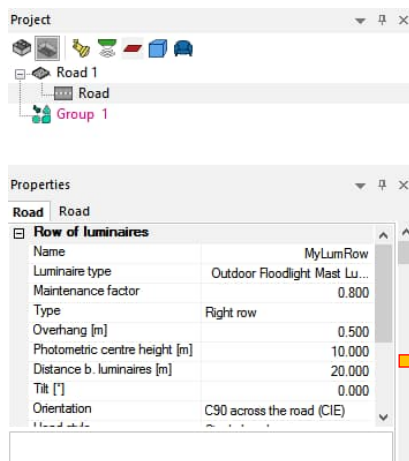 Project
Road 1
Road
Group 1
Properties
Road Road
Row of luminaires
Name MyLumRow
Luminaire type Outdoor Floodlight Mast Lu...
Maintenance factor 0.800
Type Right row
Overhang [m] 0.500
Photometric centre height [m] 10.000
Distance b. luminaires [m] 20.000
Tilt [°] 0.000
Orientation C90 across the road (CIE)